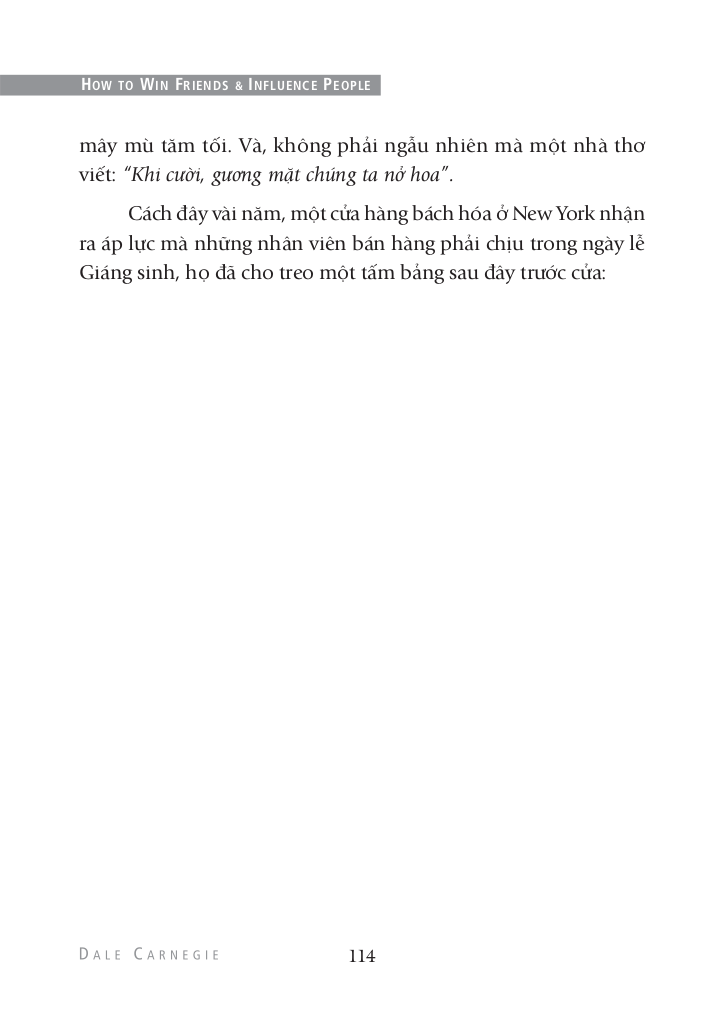 HOW TO WIN FRIENDS & INFLUENCE PEOPLE
mây mù tăm tối. Và, không phải ngẫu nhiên mà một nhà thơ
viết: “Khi cười, gương mặt chúng ta nở hoa”.
Cách đây vài năm, một cửa hàng bách hóa ở New York nhận
ra áp lực mà những nhân viên bán hàng phải chịu trong ngày lễ
Giáng sinh, họ đã cho treo một tấm bảng sau đây trước cửa:
DALE CARNEGIE
114